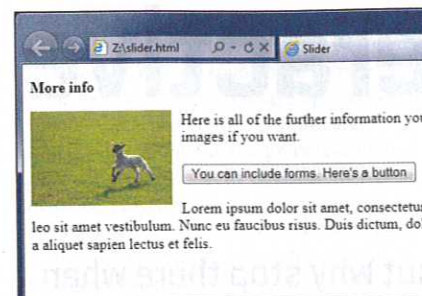 Z:\slider.html
Slider
More info
Here is all of the further information you
images if you want.
You can include forms. Here's a button
Lorem ipsum dolor sit amet, consectetu
leo sit amet vestibulum. Nunc eu faucibus risus. Duis dictum, dol
a aliquet sapien lectus et felis.